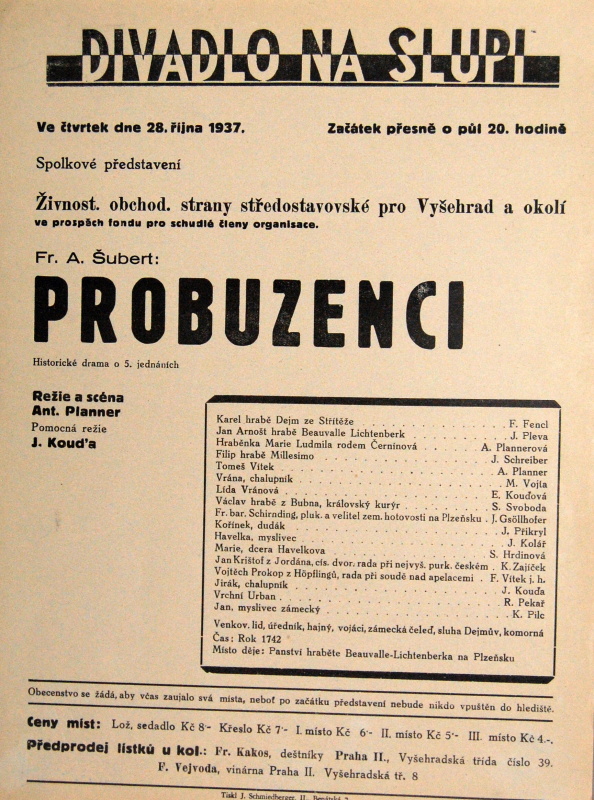 DIVADLO NA SLUPI
Ve čtvrtek dne 28. října 1937. Začátek přesně o půl 20. hodině
Spolkové představení
Živnost. obchod. strany středostavovské pro Vyšehrad a okolí
ve prospěch fondu pro schudlé členy organisace.
Fr. A. Šubert:
PROBUZENCI
Historické drama o 5. jednáních
Režie a scéna
Ant. Planner
Pomocná režie
J. Kouďa
Karel hrabě Dejm ze Střítěže . . . F. Fencl
Jan Arnošt hrabě Beauvalle Lichtenberk . . . J. Pleva
Hraběnka Marie Ludmila rodem Černínová . . . A. Plannerová
Filip hrabě Millesimo . . . J. Schreiber
Tomeš Vítek . . . A. Planner
Vrána, chalupník . . . M. Vojta
Lída Vránová . . . E. Kouďová
Václav hrabě z Bubna, královský kurýr . . . S. Svoboda
Fr. bar. Schirnding, pluk. a velitel zem. hotovosti na Plzeňsku . J. Gsöllhofer
Kořínek, dudák . . . J. Přikryl
Havelka, myslivec . . . J. Kolář
Marie, dcera Havelkova . . . S. Hrdinová
Jan Krištof z Jordána, cís. dvor. rada při nejvyš. purk. českém . K. Zajíček
Vojtěch Prokop z Höpflingů, rada při soudě nad apelacemi . F. Vítek j. h.
Jirák, chalupník . . . J. Kouďa
Vrchní Urban . . . R. Pekař
Jan, myslivec zámecký . . . K. Pilc
Venkov. lid, úředník, hajný, vojáci, zámecká čeleď, sluha Dejmův, komorná
Čas: Rok 1742
Místo děje: Panství hraběte Beauvalle-Lichtenberka na Plzeňsku
Obecenstvo se žádá, aby včas zaujalo svá místa, neboť po začátku představení nebude nikdo vpuštěn do hlediště.
Ceny míst: Lož. sedadlo Kč 8·- Křeslo Kč 7·- I. místo Kč 6·- II. místo Kč 5·- III. místo Kč 4.-.
Předprodej lístků u kol.: Fr. Kakos, deštníky Praha II., Vyšehradská třída číslo 39.
F. Vejvoda, vinárna Praha II. Vyšehradská tř. 8
Tiskl J. Schmiedberger, II., Benátská 2